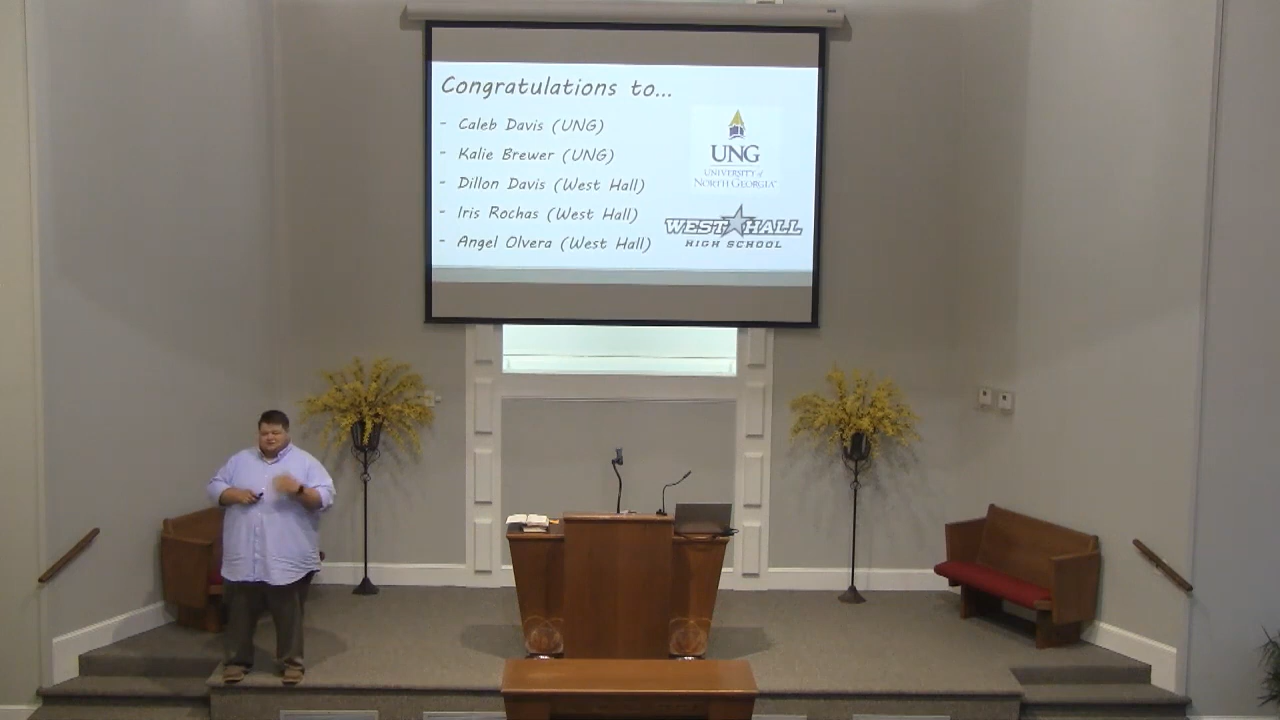 Congratulations to...
- Caleb Davis (UNG)
- Kalie Brewer (UNG)
- Dillon Davis (West Hall)
- Iris Rochas (West Hall)
- Angel Olvera (West Hall)
UNG
UNIVERSITY of
NORTH GEORGIA™
WEST HALL
HIGH SCHOOL